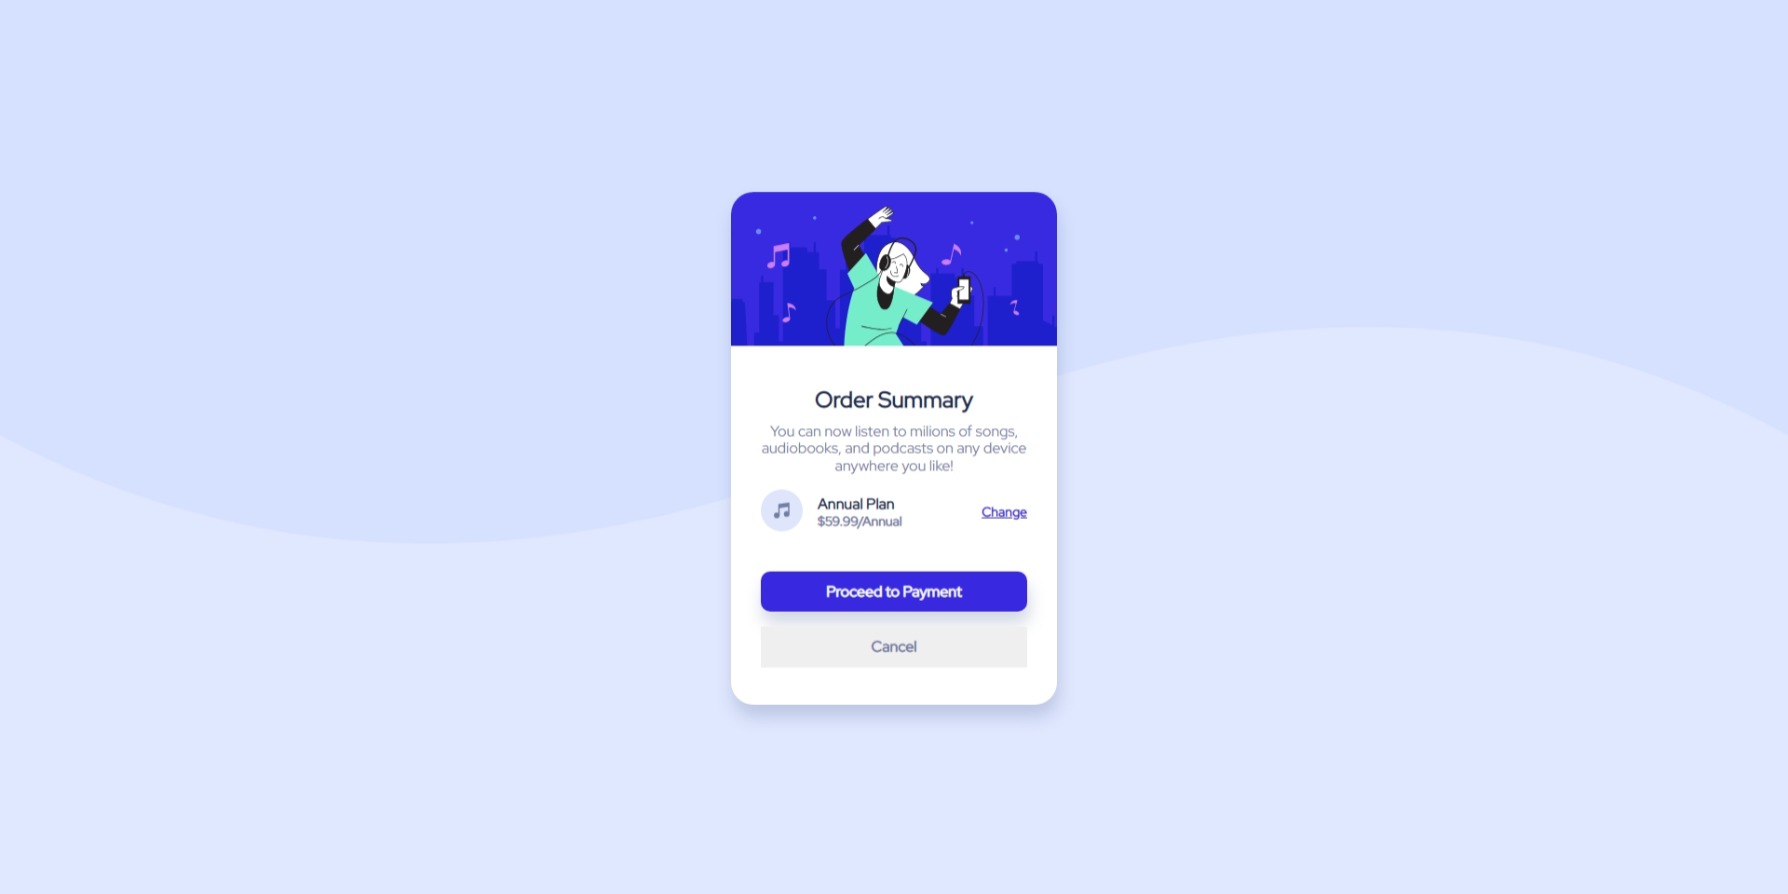 Order Summary
You can now listen to milions of songs,
audiobooks, and podcasts on any device
anywhere you like!
Annual Plan
$59.99/Annual
Change
Proceed to Payment
Cancel